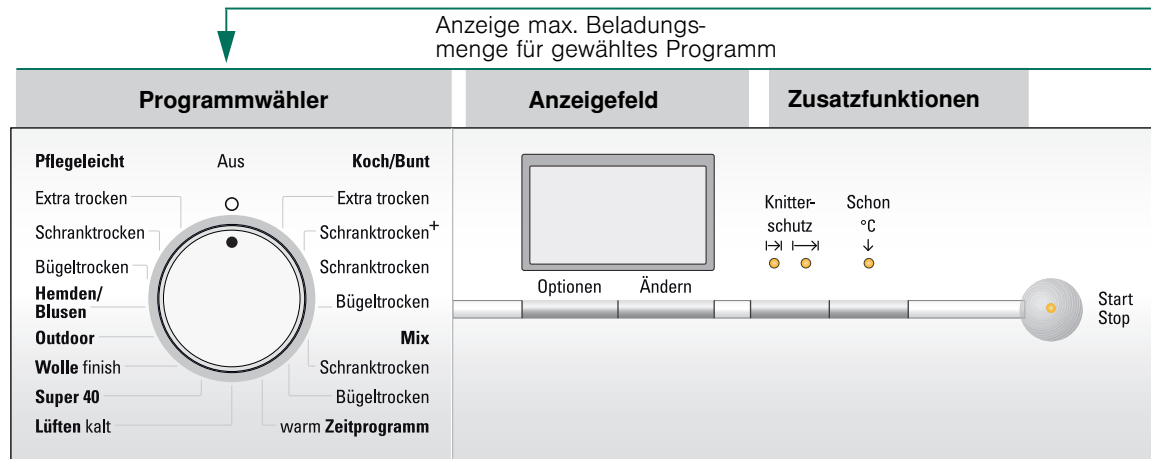 Anzeige max. Beladungs-
menge für gewähltes Programm
Programmwähler
Anzeigefeld
Zusatzfunktionen
Pflegeleicht
Aus
Koch/Bunt
Extra trocken
Schranktrocken
Bügeltrocken
Hemden/
Blusen
Outdoor
Wolle finish
Super 40
Lüften kalt
Extra trocken
Schranktrocken+
Schranktrocken
Bügeltrocken
Mix
Schranktrocken
Bügeltrocken
warm Zeitprogramm
Optionen
Ändern
Knitter-
schutz
Schon
°C
Start
Stop